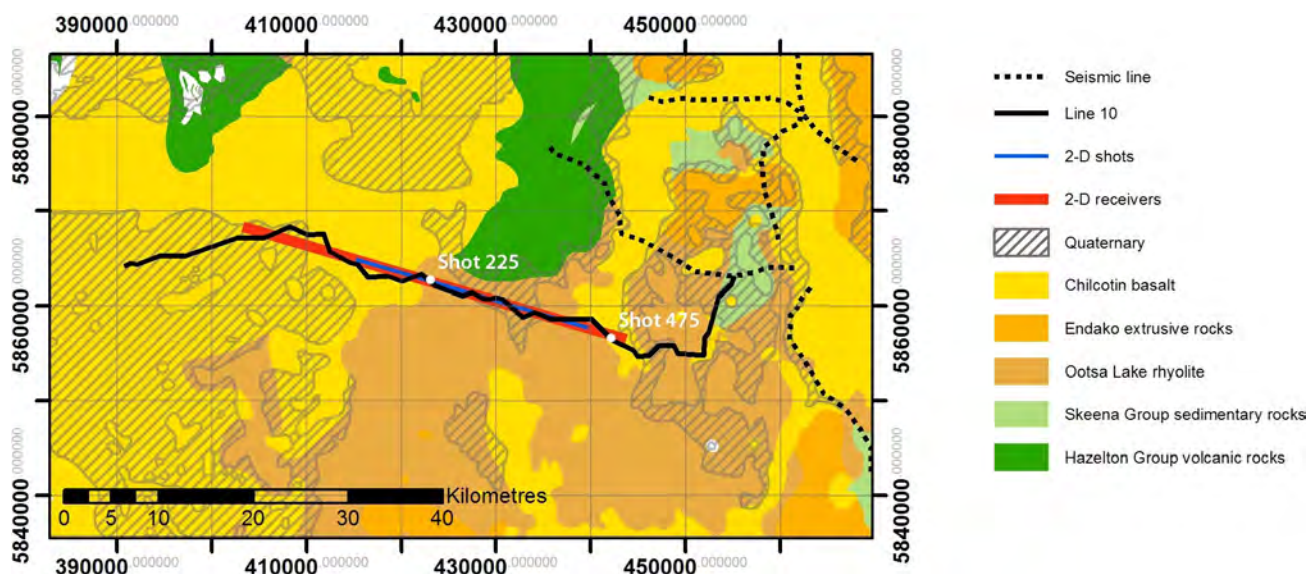 390000.000000 410000.000000 430000.000000 450000.000000
5880000.000000
5860000.000000
5840000.000000
Shot 225
Shot 475
Kilometres
0 5 10 20 30 40
5880000.000000
5860000.000000
5840000.000000
390000.000000 410000.000000 430000.000000 450000.000000
Seismic line
Line 10
2-D shots
2-D receivers
Quaternary
Chilcotin basalt
Endako extrusive rocks
Ootsa Lake rhyolite
Skeena Group sedimentary rocks
Hazelton Group volcanic rocks